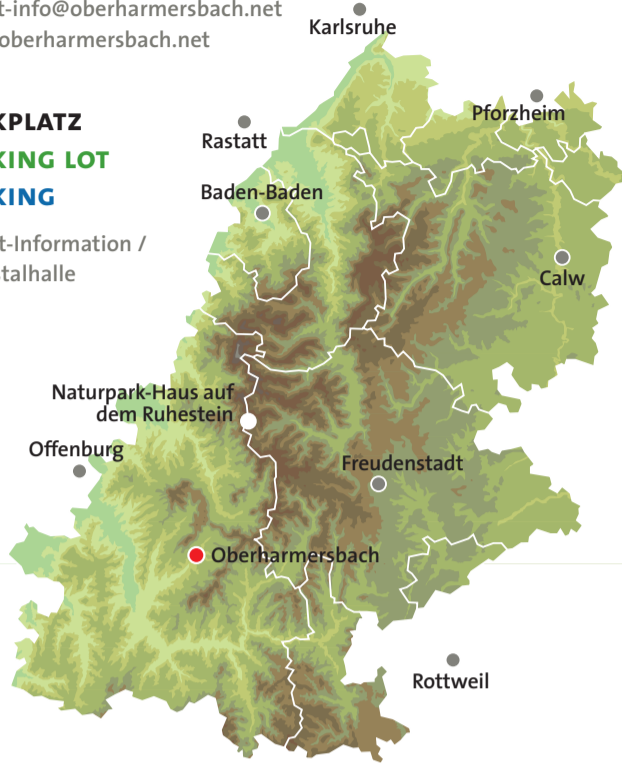 t-info@oberharmersbach.net
oberharmersbach.net
KPLATZ
KING LOT
KING
t-Information /
stalhalle
Karlsruhe
Pforzheim
Rastatt
Baden-Baden
Calw
Naturpark-Haus auf
dem Ruhestein
Offenburg
Freudenstadt
Oberharmersbach
Rottweil